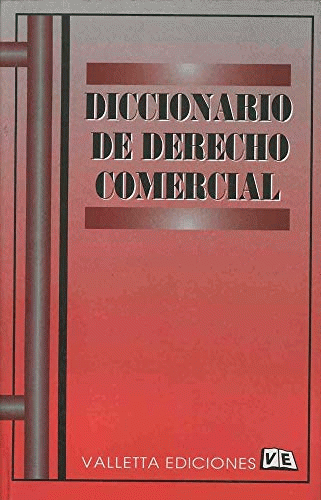 DICCIONARIO
DE DERECHO
COMERCIAL
VALLETTA EDICIONES VE